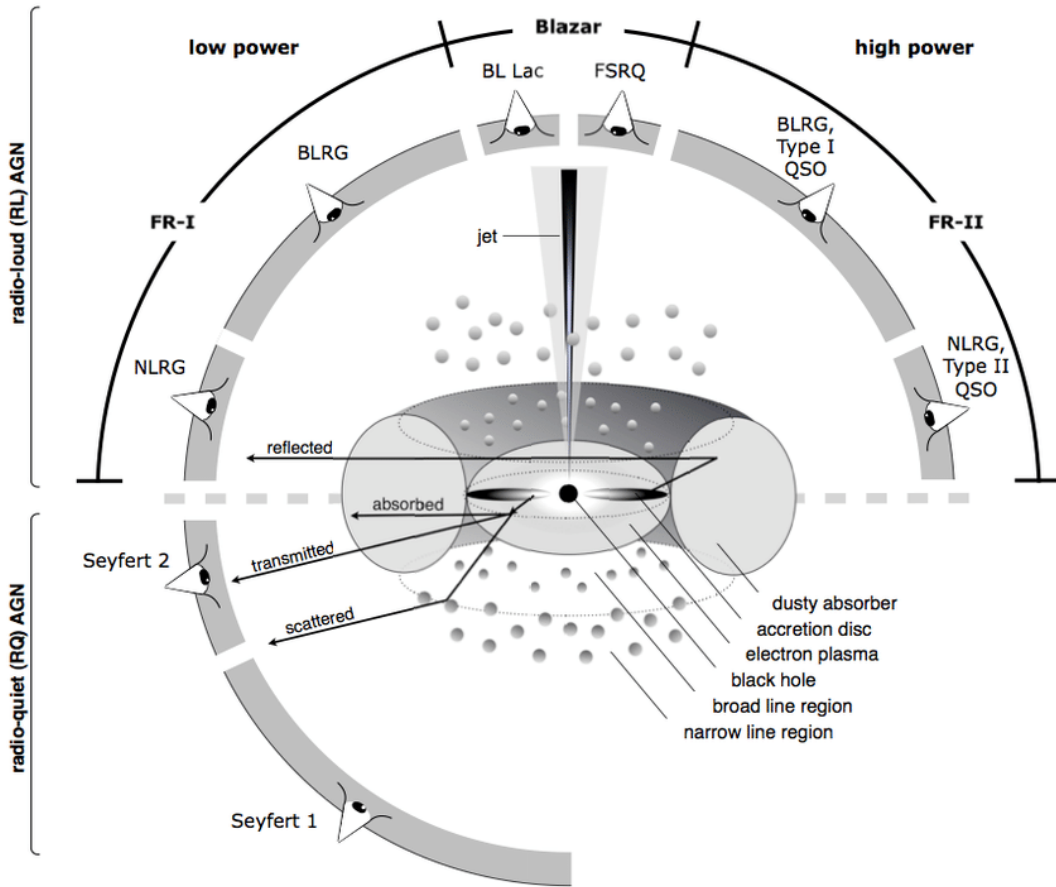 low power
Blazar
high power
BL Lac
FSRQ
BLRG
BLRG,
Type I
QSO
FR-I
FR-II
jet
radio-loud (RL) AGN
NLRG
NLRG,
Type II
QSO
reflected
absorbed
transmitted
scattered
Seyfert 2
dusty absorber
accretion disc
electron plasma
black hole
broad line region
narrow line region
radio-quiet (RQ) AGN
Seyfert 1